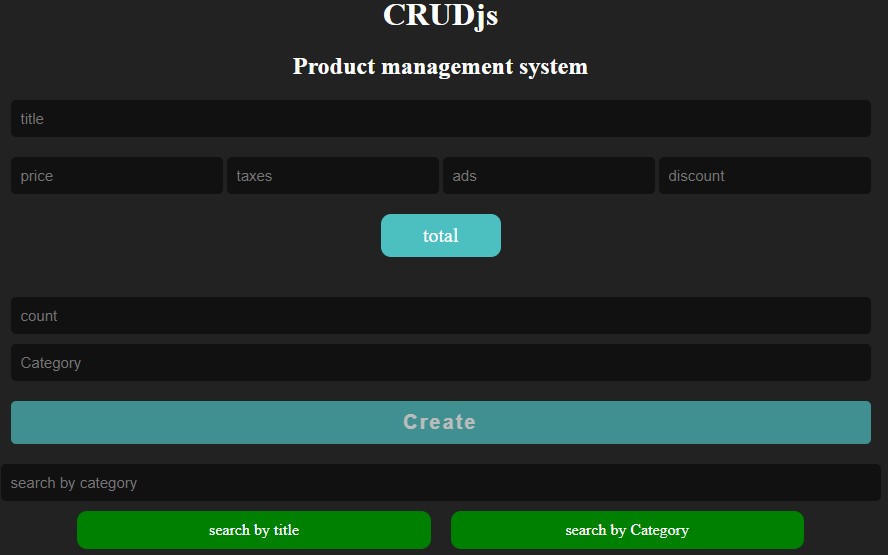 CRUDjs
Product management system
title
price taxes ads discount
total
count
Category
Create
search by category
search by title search by Category